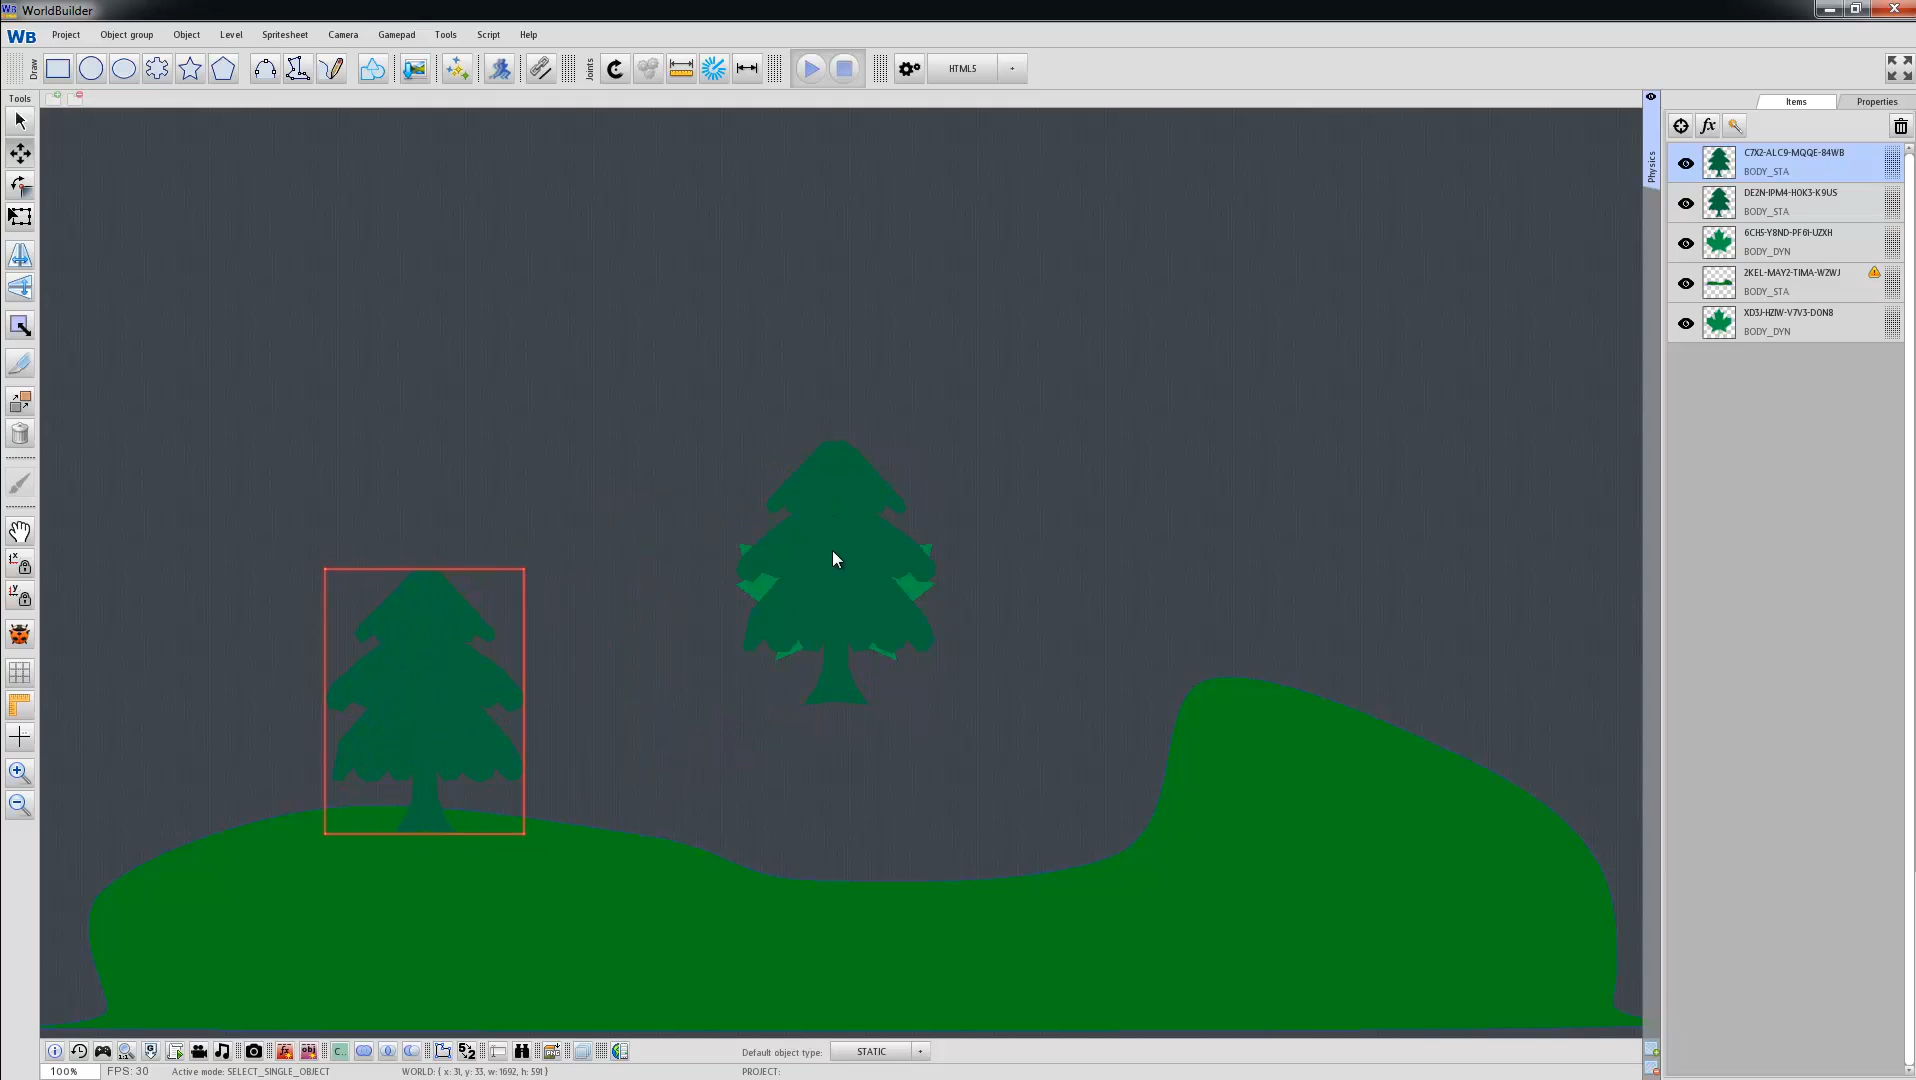 WB WorldBuilder
WB Project Object group Object Level Spritesheet Camera Gamepad Tools Script Help
Draw Joints HTML5
Tools
Items Properties
fx
Physics
C7X2-ALC9-MQQE-84WB
BODY_STA
DE2N-IPM4-H0K3-K9US
BODY_STA
6CH5-Y8ND-PF6I-UZXH
BODY_DYN
2KEL-MAY2-TIMA-W2WJ
BODY_STA
XD3J-HZIW-V7V3-DON8
BODY_DYN
x
y
Default object type: STATIC
100% FPS: 30 Active mode: SELECT_SINGLE_OBJECT WORLD: { x: 31, y: 33, w: 1692, h: 591 } PROJECT: